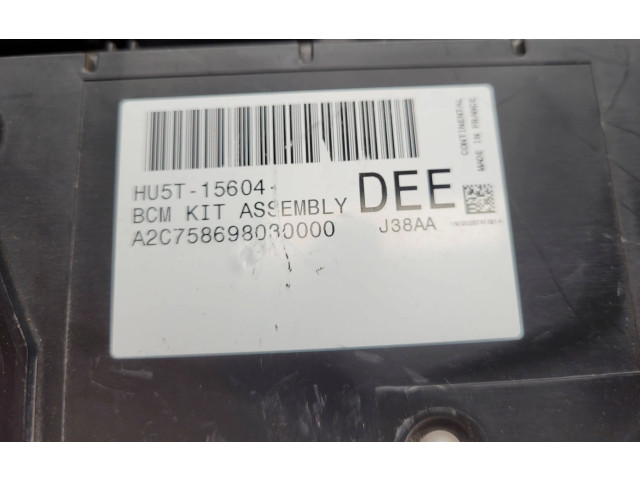 HU5T-15604-
BCM KIT ASSEMBLY
DEE
A2C758698030000
J38AA
CONTINENTAL
MADE IN FRANCE